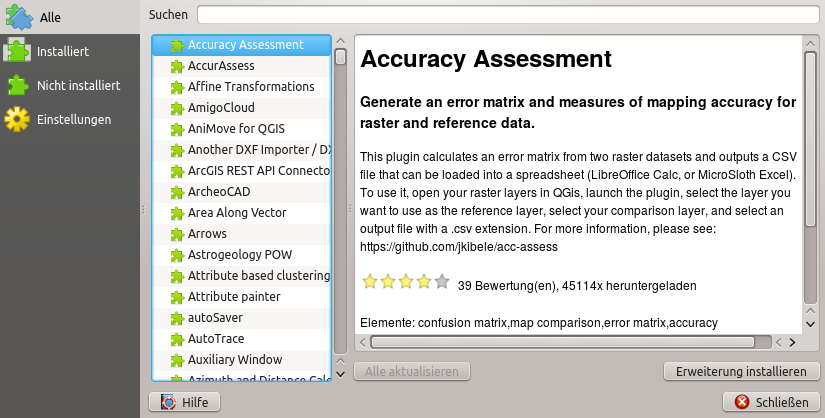 Alle
Installiert
Nicht installiert
Einstellungen
Suchen
Accuracy Assessment
AccurAssess
Affine Transformations
AmigoCloud
AniMove for QGIS
Another DXF Importer / DX
ArcGIS REST API Connecto
ArcheoCAD
Area Along Vector
Arrows
Astrogeology POW
Attribute based clustering
Attribute painter
autoSaver
AutoTrace
Auxiliary Window
Azimuth and Distance Calc
Accuracy Assessment
Generate an error matrix and measures of mapping accuracy for
raster and reference data.
This plugin calculates an error matrix from two raster datasets and outputs a CSV
file that can be loaded into a spreadsheet (LibreOffice Calc, or MicroSloth Excel).
To use it, open your raster layers in QGis, launch the plugin, select the layer you
want to use as the reference layer, select your comparison layer, and select an
output file with a .csv extension. For more information, please see:
https://github.com/jkibele/acc-assess
39 Bewertung(en), 45114x heruntergeladen
Elemente: confusion matrix,map comparison,error matrix,accuracy
Alle aktualisieren
Erweiterung installieren
Hilfe
Schließen